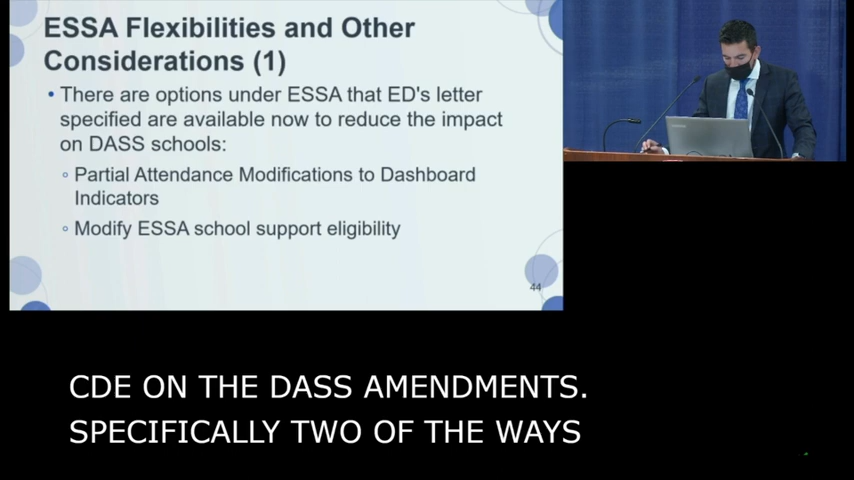 ESSA Flexibilities and Other
Considerations (1)
• There are options under ESSA that ED's letter
specified are available now to reduce the impact
on DASS schools:
◦ Partial Attendance Modifications to Dashboard
Indicators
◦ Modify ESSA school support eligibility
44
CDE ON THE DASS AMENDMENTS.
SPECIFICALLY TWO OF THE WAYS